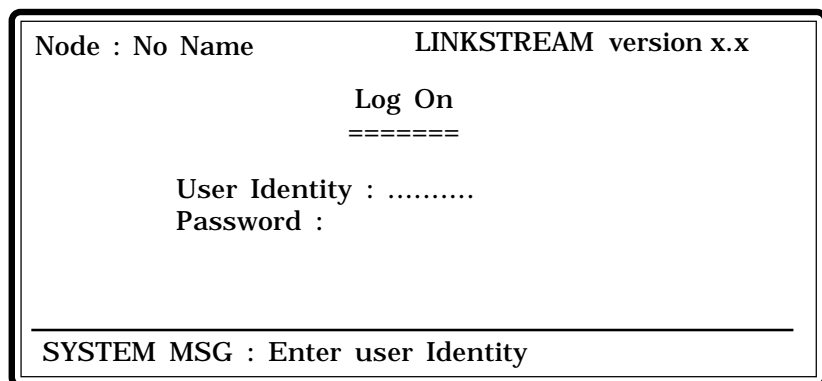 Node : No Name LINKSTREAM version x.x
Log On
=======
User Identity : ..........
Password :
SYSTEM MSG : Enter user Identity